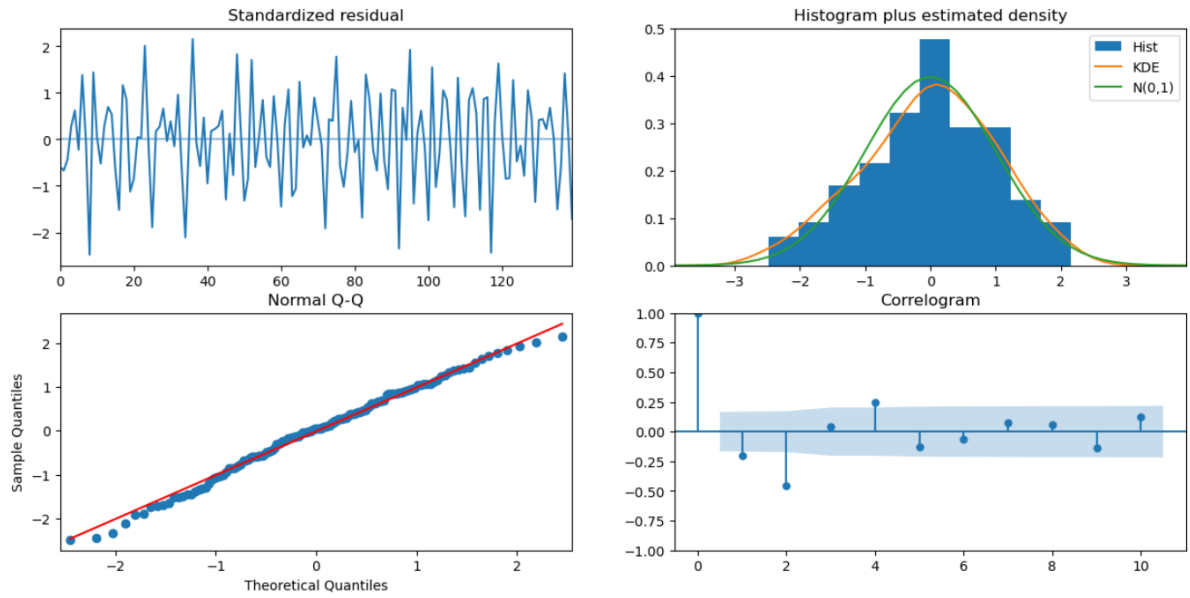 Standardized residual
2
1
0
−1
−2
0 20 40 60 80 100 120
Histogram plus estimated density
0.5
0.4
0.3
0.2
0.1
0.0
−3 −2 −1 0 1 2 3
Hist
KDE
N(0,1)
Normal Q-Q
Sample Quantiles
2
1
0
−1
−2
−2 −1 0 1 2
Theoretical Quantiles
Correlogram
1.00
0.75
0.50
0.25
0.00
−0.25
−0.50
−0.75
−1.00
0 2 4 6 8 10